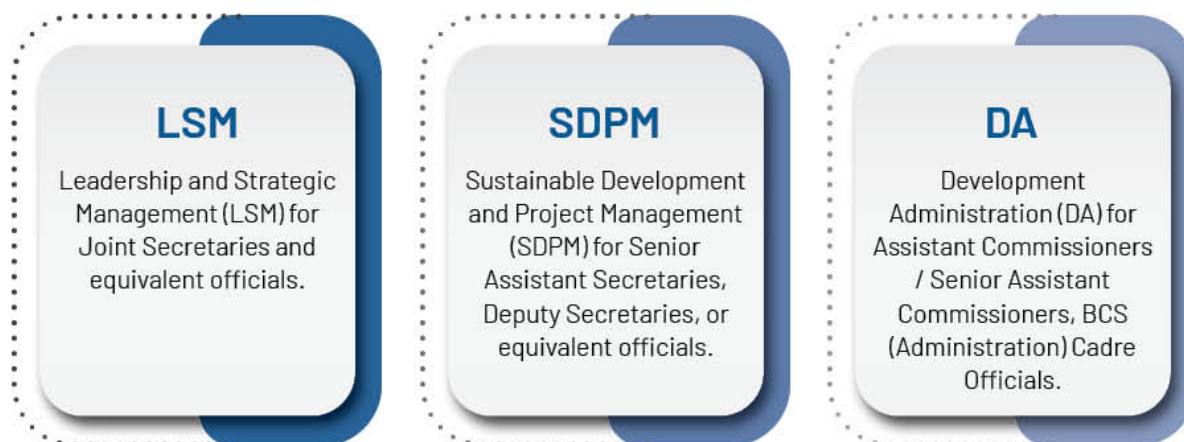 LSM
Leadership and Strategic
Management (LSM) for
Joint Secretaries and
equivalent officials.
SDPM
Sustainable Development
and Project Management
(SDPM) for Senior
Assistant Secretaries,
Deputy Secretaries, or
equivalent officials.
DA
Development
Administration (DA) for
Assistant Commissioners
/ Senior Assistant
Commissioners, BCS
(Administration) Cadre
Officials.